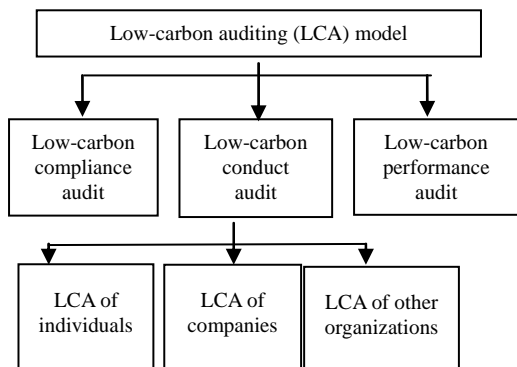 Low-carbon auditing (LCA) model
Low-carbon
compliance
audit
Low-carbon
conduct
audit
Low-carbon
performance
audit
LCA of
individuals
LCA of
companies
LCA of other
organizations